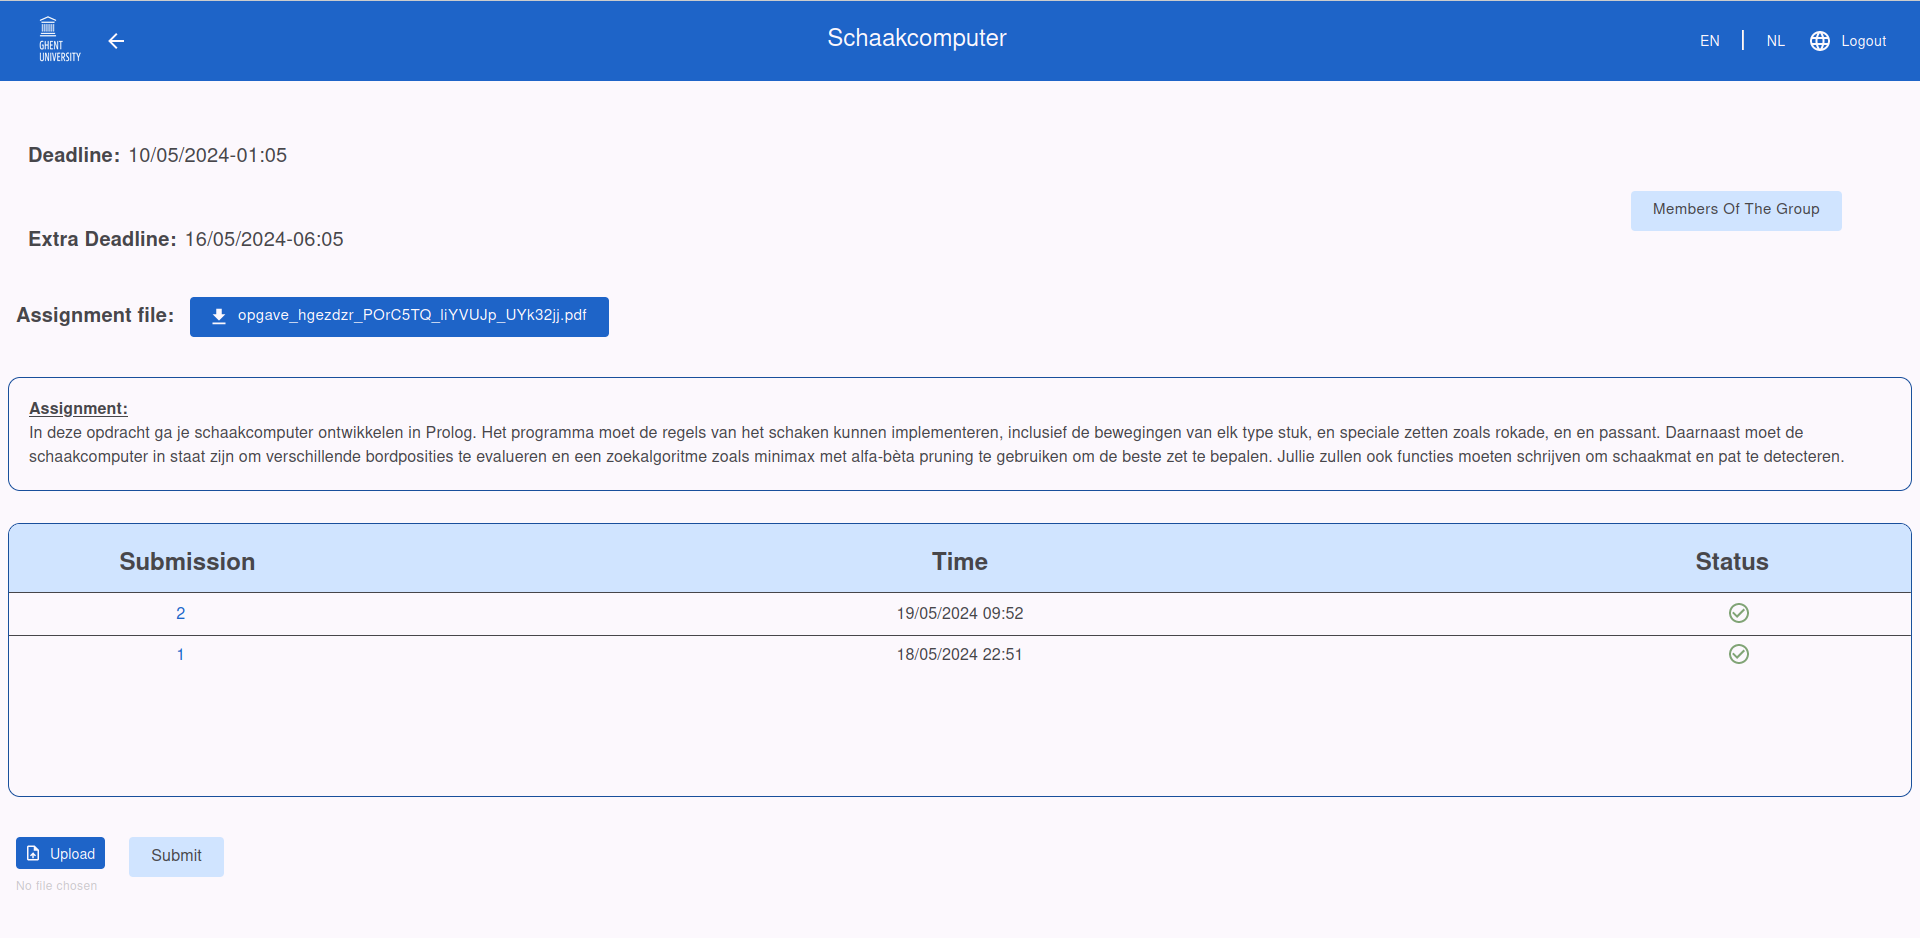 GHENT
UNIVERSITY
Schaakcomputer
EN | NL Logout
Deadline: 10/05/2024-01:05
Members Of The Group
Extra Deadline: 16/05/2024-06:05
Assignment file: opgave_hgezdzr_POrC5TQ_liYVUJp_UYk32jj.pdf
Assignment:
In deze opdracht ga je schaakcomputer ontwikkelen in Prolog. Het programma moet de regels van het schaken kunnen implementeren, inclusief de bewegingen van elk type stuk, en speciale zetten zoals rokade, en en passant. Daarnaast moet de
schaakcomputer in staat zijn om verschillende bordposities te evalueren en een zoekalgoritme zoals minimax met alfa-bèta pruning te gebruiken om de beste zet te bepalen. Jullie zullen ook functies moeten schrijven om schaakmat en pat te detecteren.
Submission Time Status
2 19/05/2024 09:52
1 18/05/2024 22:51
Upload Submit
No file chosen